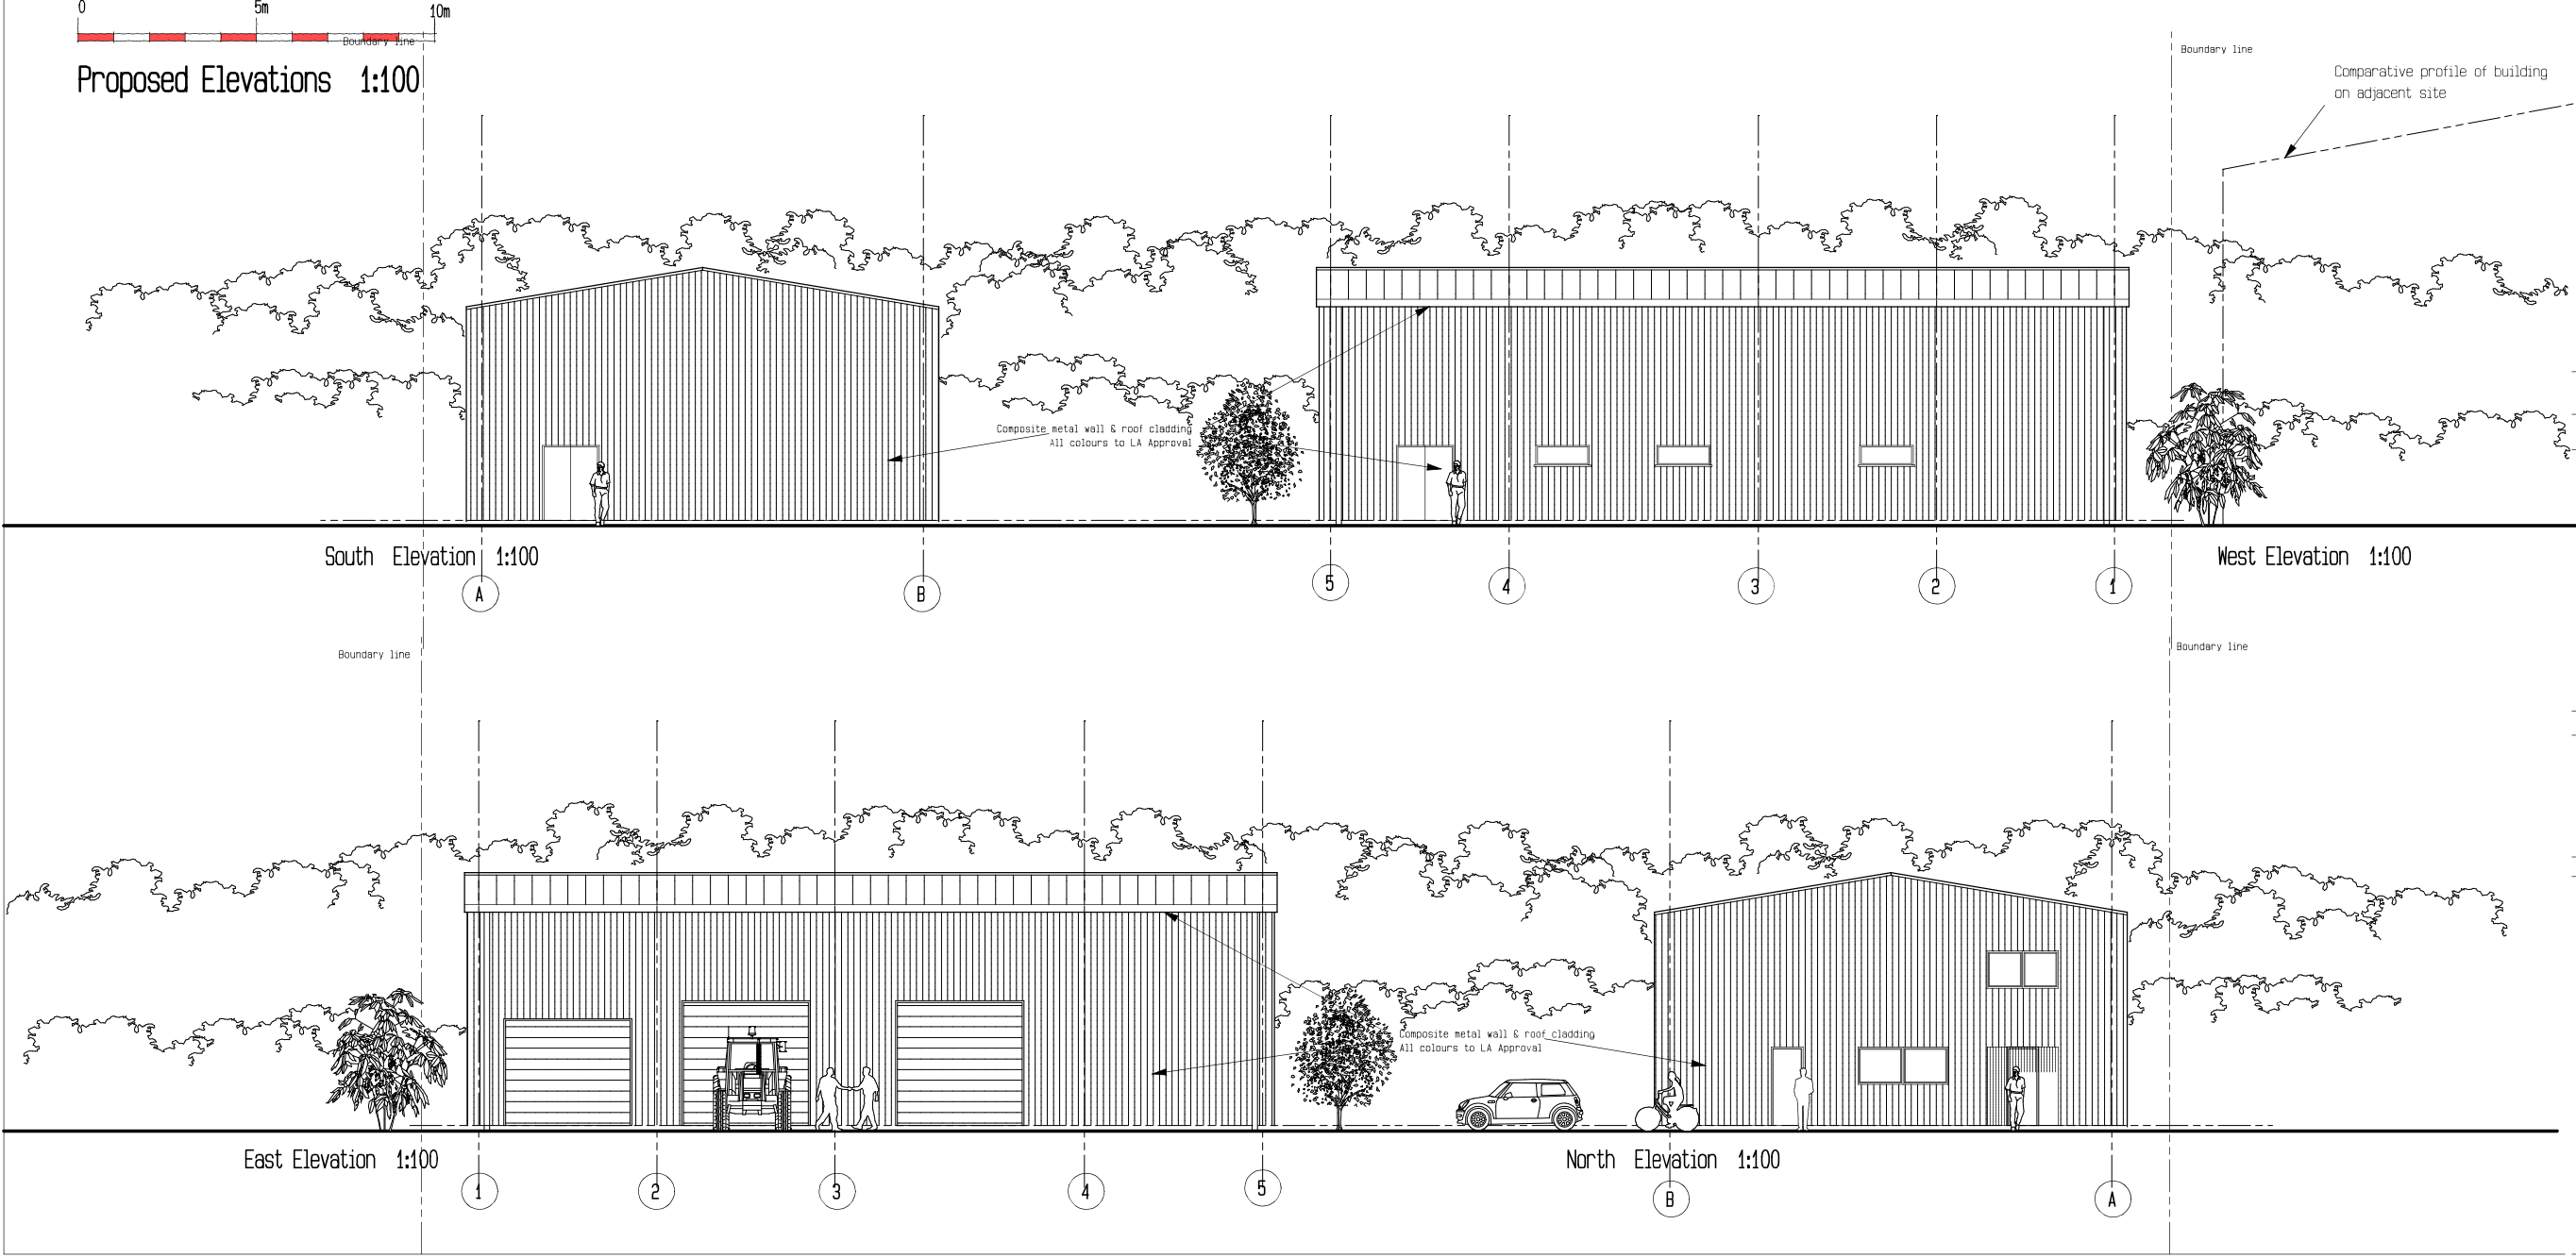 0 5m 10m
Boundary line
Proposed Elevations 1:100
Boundary line
Comparative profile of building
on adjacent site
Composite metal wall & roof cladding
All colours to LA Approval
South Elevation 1:100
West Elevation 1:100
A B 5 4 3 2 1
Boundary line
Boundary line
Composite metal wall & roof cladding
All colours to LA Approval
East Elevation 1:100
North Elevation 1:100
1 2 3 4 5 B A